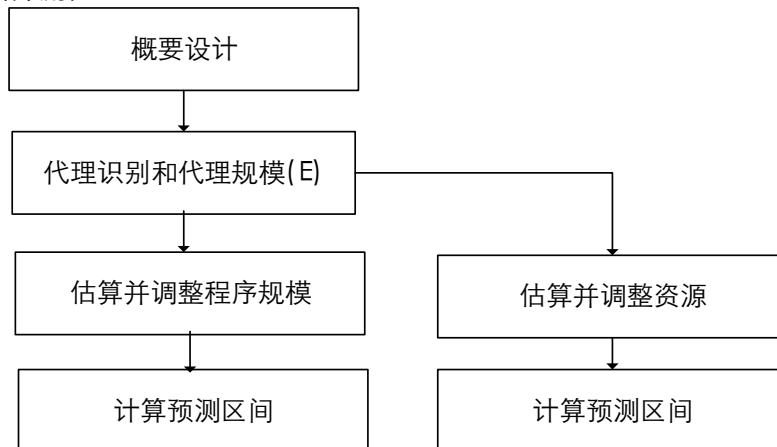 概要设计
代理识别和代理规模(E)
估算并调整程序规模
估算并调整资源
计算预测区间
计算预测区间